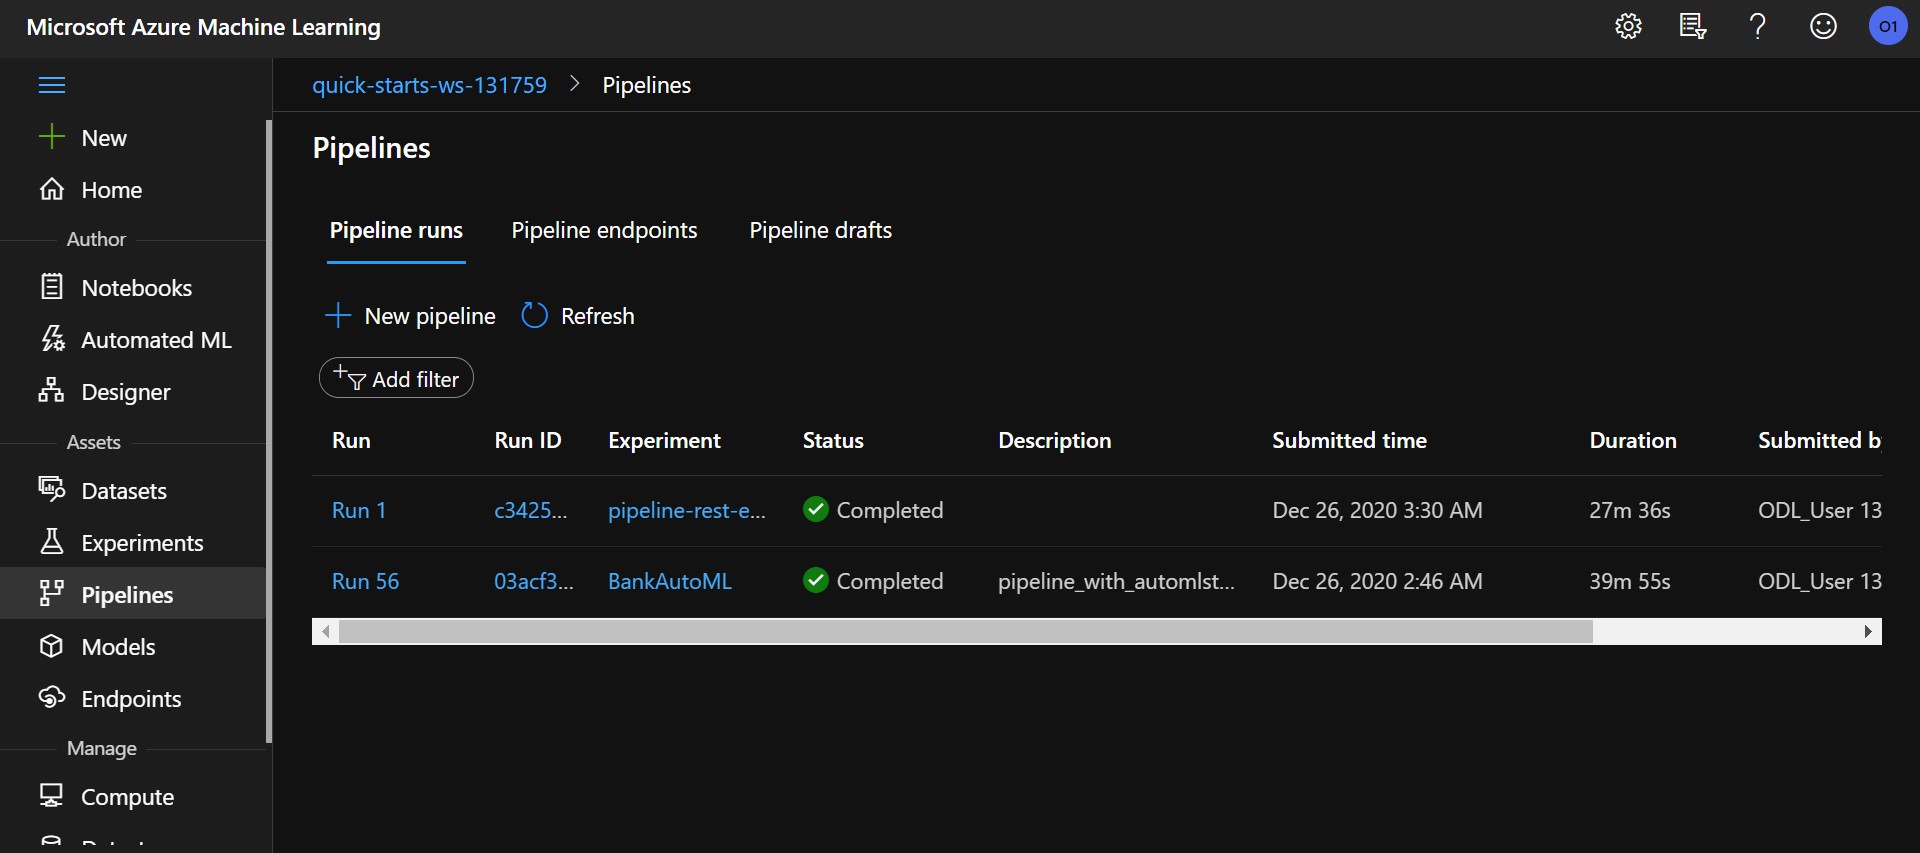 Microsoft Azure Machine Learning
O1
quick-starts-ws-131759 > Pipelines
New
Home
Author
Notebooks
Automated ML
Designer
Assets
Datasets
Experiments
Pipelines
Models
Endpoints
Manage
Compute
Pipelines
Pipeline runs Pipeline endpoints Pipeline drafts
New pipeline Refresh
Add filter
Run Run ID Experiment Status Description Submitted time Duration Submitted by
Run 1 c3425... pipeline-rest-e... Completed Dec 26, 2020 3:30 AM 27m 36s ODL_User 13
Run 56 03acf3... BankAutoML Completed pipeline_with_automlst... Dec 26, 2020 2:46 AM 39m 55s ODL_User 13